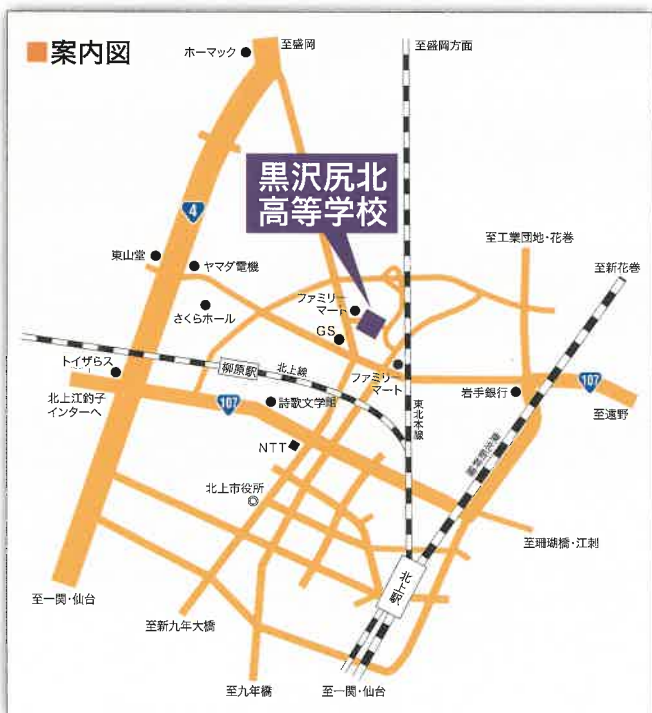 ■案内図
ホーマック
至盛岡
至盛岡方面
黒沢尻北
高等学校
4
至工業団地・花巻
至新花巻
東山堂
ヤマダ電機
さくらホール
ファミリー
マート
GS
トイザらス
柳原駅
北上線
ファミリー
マート
岩手銀行
107
北上江釣子
インターへ
107
詩歌文学館
東北本線
至遠野
東北新幹線
NTT
北上市役所
至珊瑚橋・江刺
北上駅
至一関・仙台
至新九年大橋
至九年橋
至一関・仙台